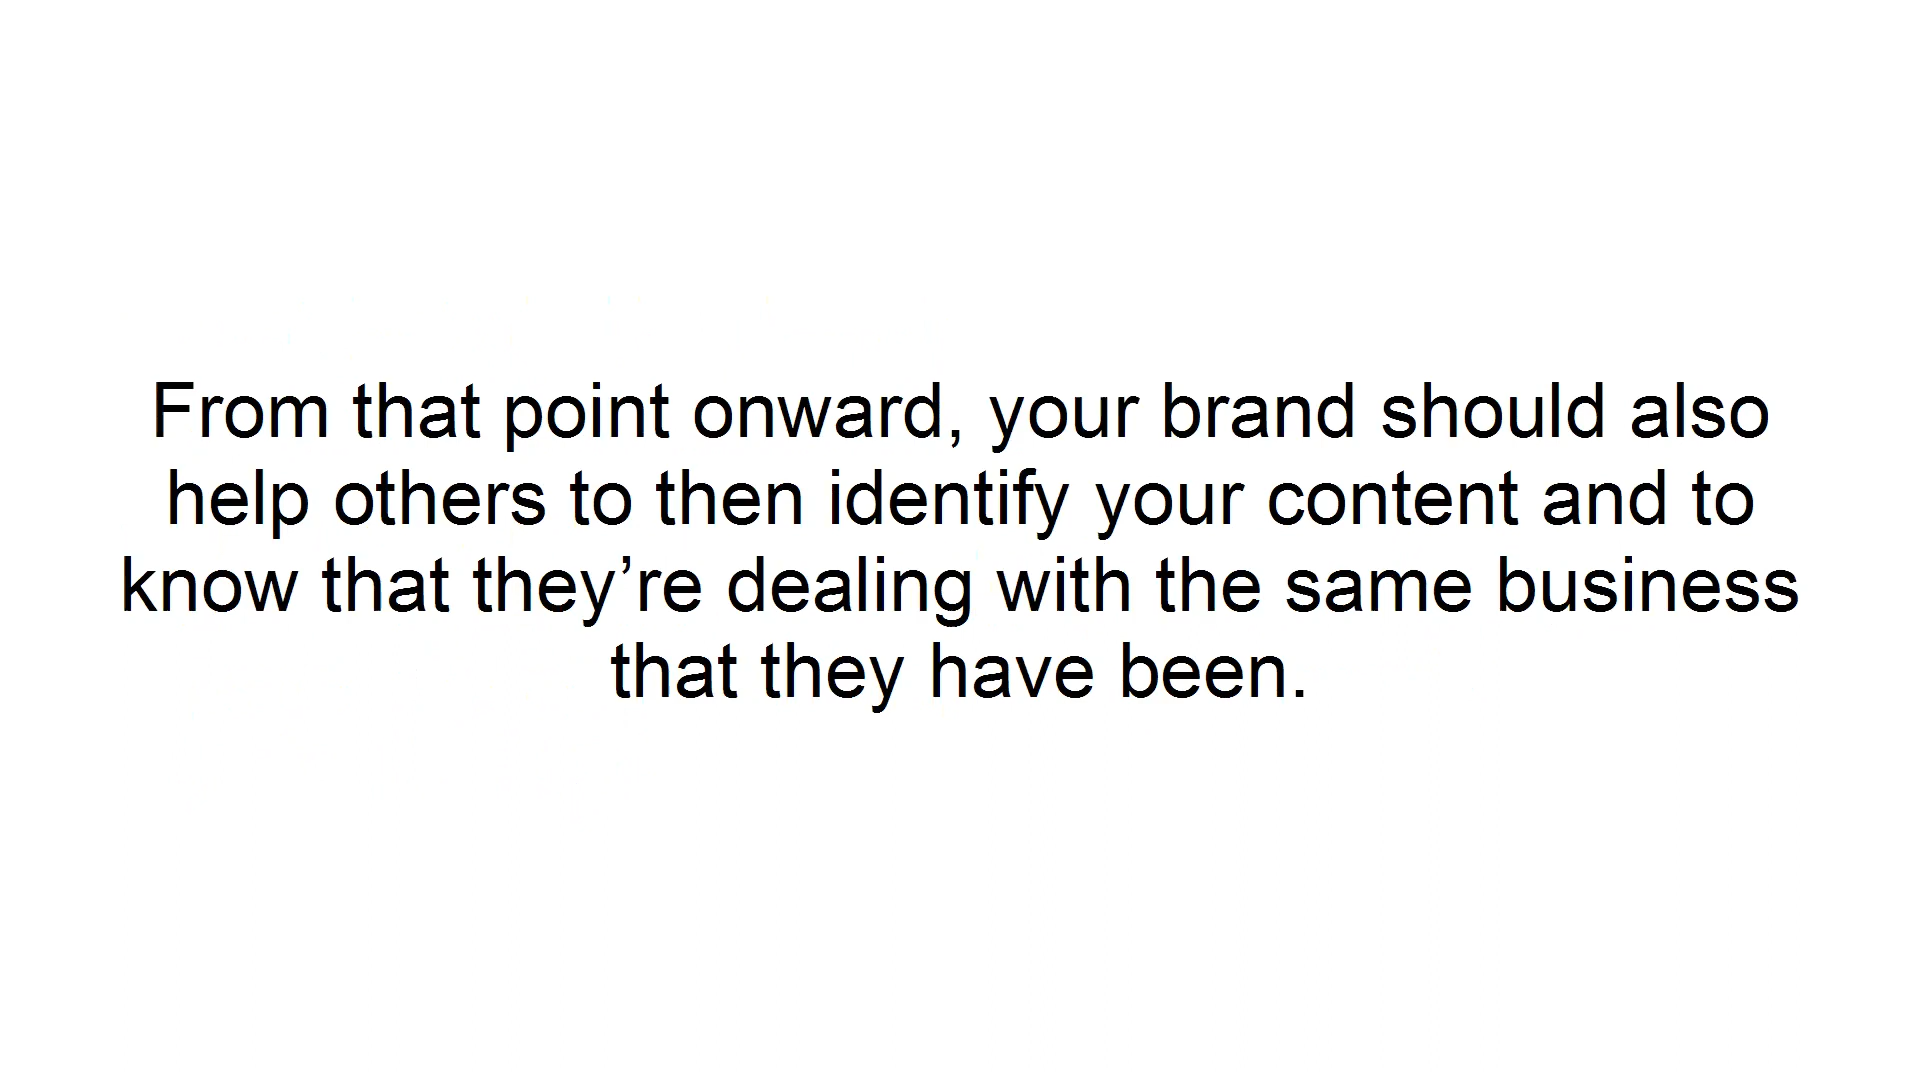 From that point onward, your brand should also
help others to then identify your content and to
know that they’re dealing with the same business
that they have been.